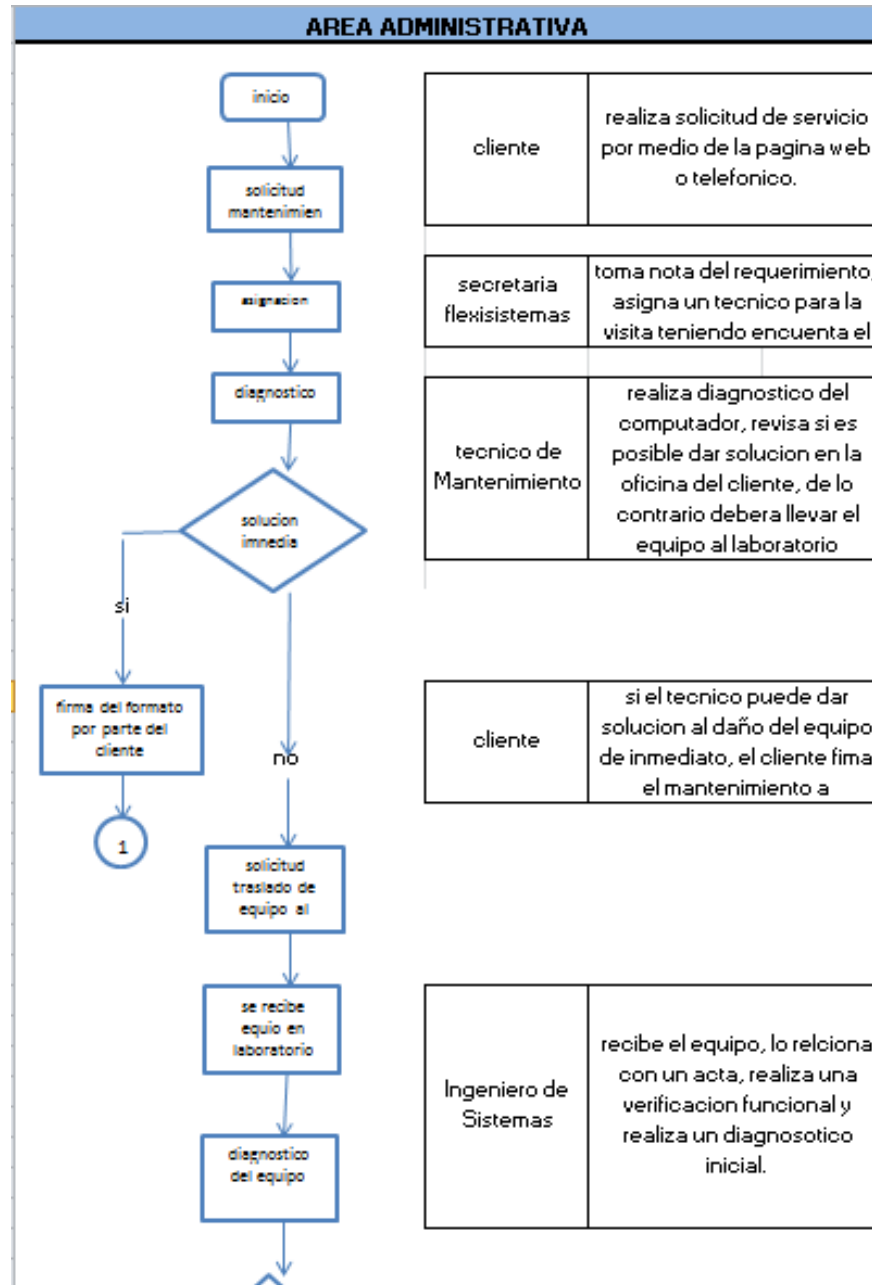 AREA ADMINISTRATIVA
inicio
cliente
realiza solicitud de servicio
por medio de la pagina web
o telefonico.
solicitud
mantenimien
asignacion
secretaria
flexisistemas
toma nota del requerimiento,
asigna un tecnico para la
visita teniendo encuenta el
diagnostico
tecnico de
Mantenimiento
realiza diagnostico del
computador, revisa si es
posible dar solucion en la
oficina del cliente, de lo
contrario debera llevar el
equipo al laboratorio
solucion
imnedia
si
firma del formato
por parte del
cliente
no
cliente
si el tecnico puede dar
solucion al daño del equipo
de inmediato, el cliente fima
el mantenimiento a
1
solicitud
traslado de
equipo al
se recibe
equio en
laboratorio
Ingeniero de
Sistemas
recibe el equipo, lo relciona
con un acta, realiza una
verificacion funcional y
realiza un diagnosotico
inicial.
diagnostico
del equipo